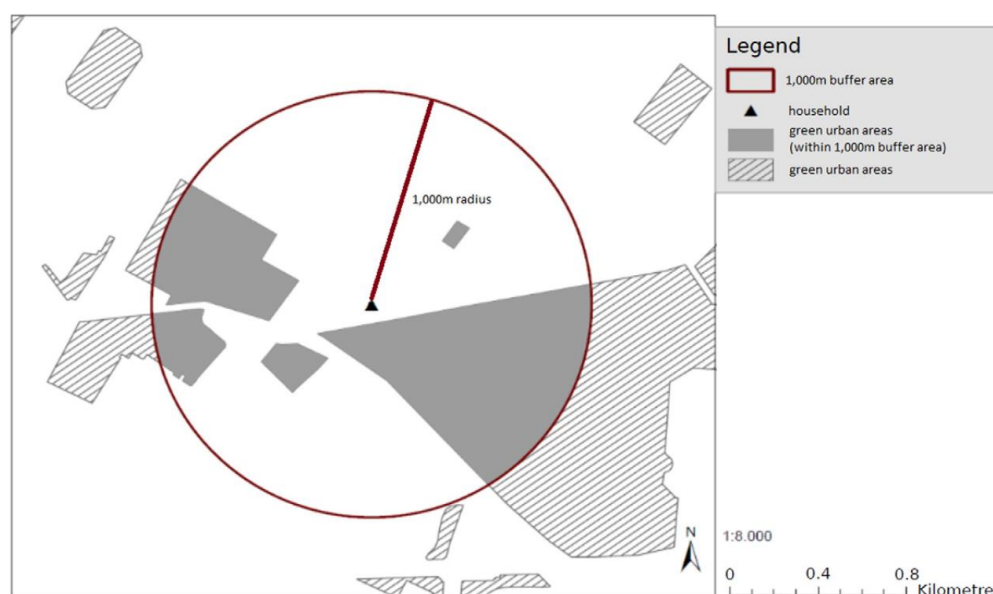 Legend
1,000m buffer area
household
green urban areas
(within 1,000m buffer area)
green urban areas
1,000m radius
N
1:8.000
0 0.4 0.8
Kilometre